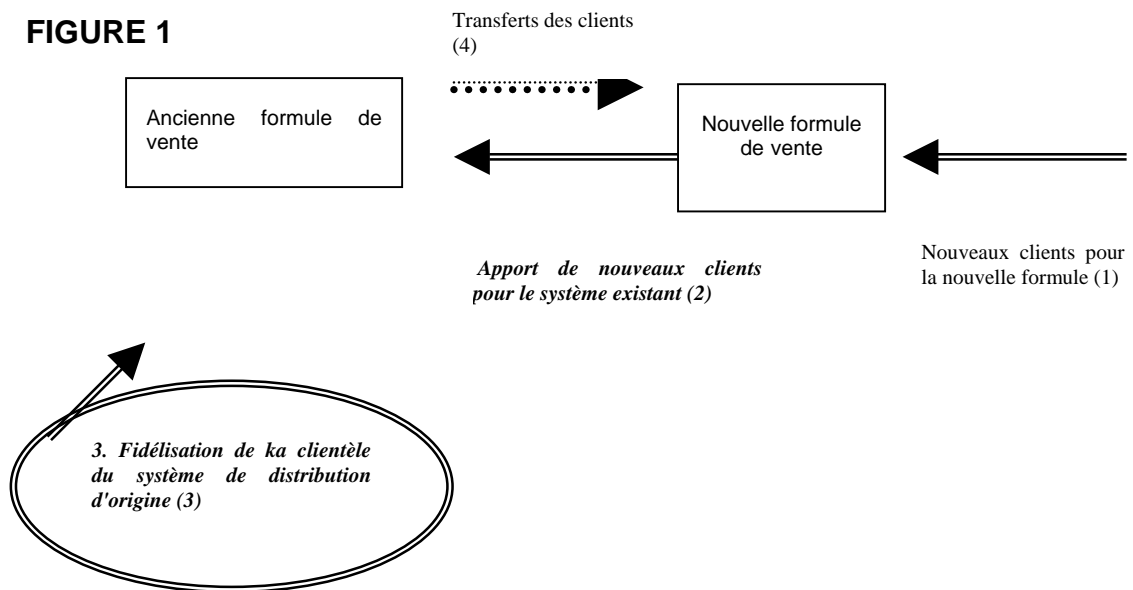 FIGURE 1
Transferts des clients
(4)
Ancienne formule de
vente
Nouvelle formule
de vente
Apport de nouveaux clients
pour le système existant (2)
Nouveaux clients pour
la nouvelle formule (1)
3. Fidélisation de ka clientèle
du système de distribution
d'origine (3)